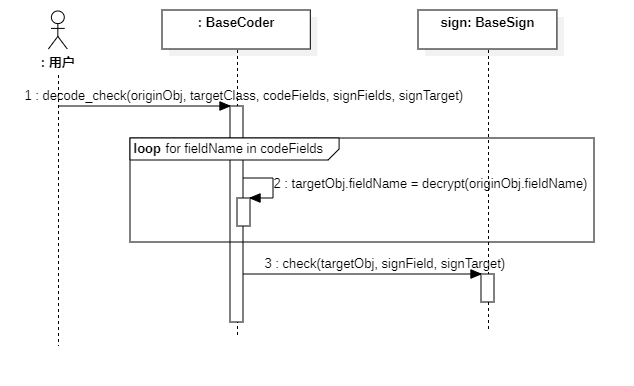 : BaseCoder
sign: BaseSign
: 用户
1 : decode_check(originObj, targetClass, codeFields, signFields, signTarget)
loop for fieldName in codeFields
2 : targetObj.fieldName = decrypt(originObj.fieldName)
3 : check(targetObj, signField, signTarget)